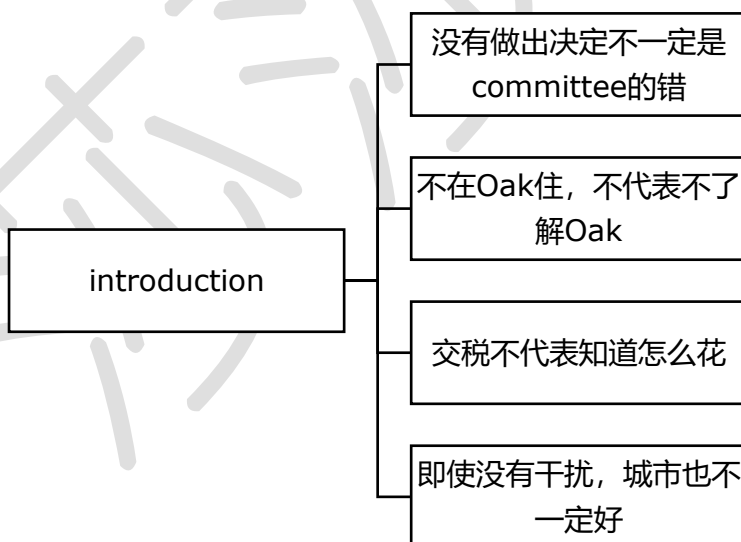 没有做出决定不一定是
committee的错
不在Oak住，不代表不了
解Oak
introduction
交税不代表知道怎么花
即使没有干扰，城市也不
一定好